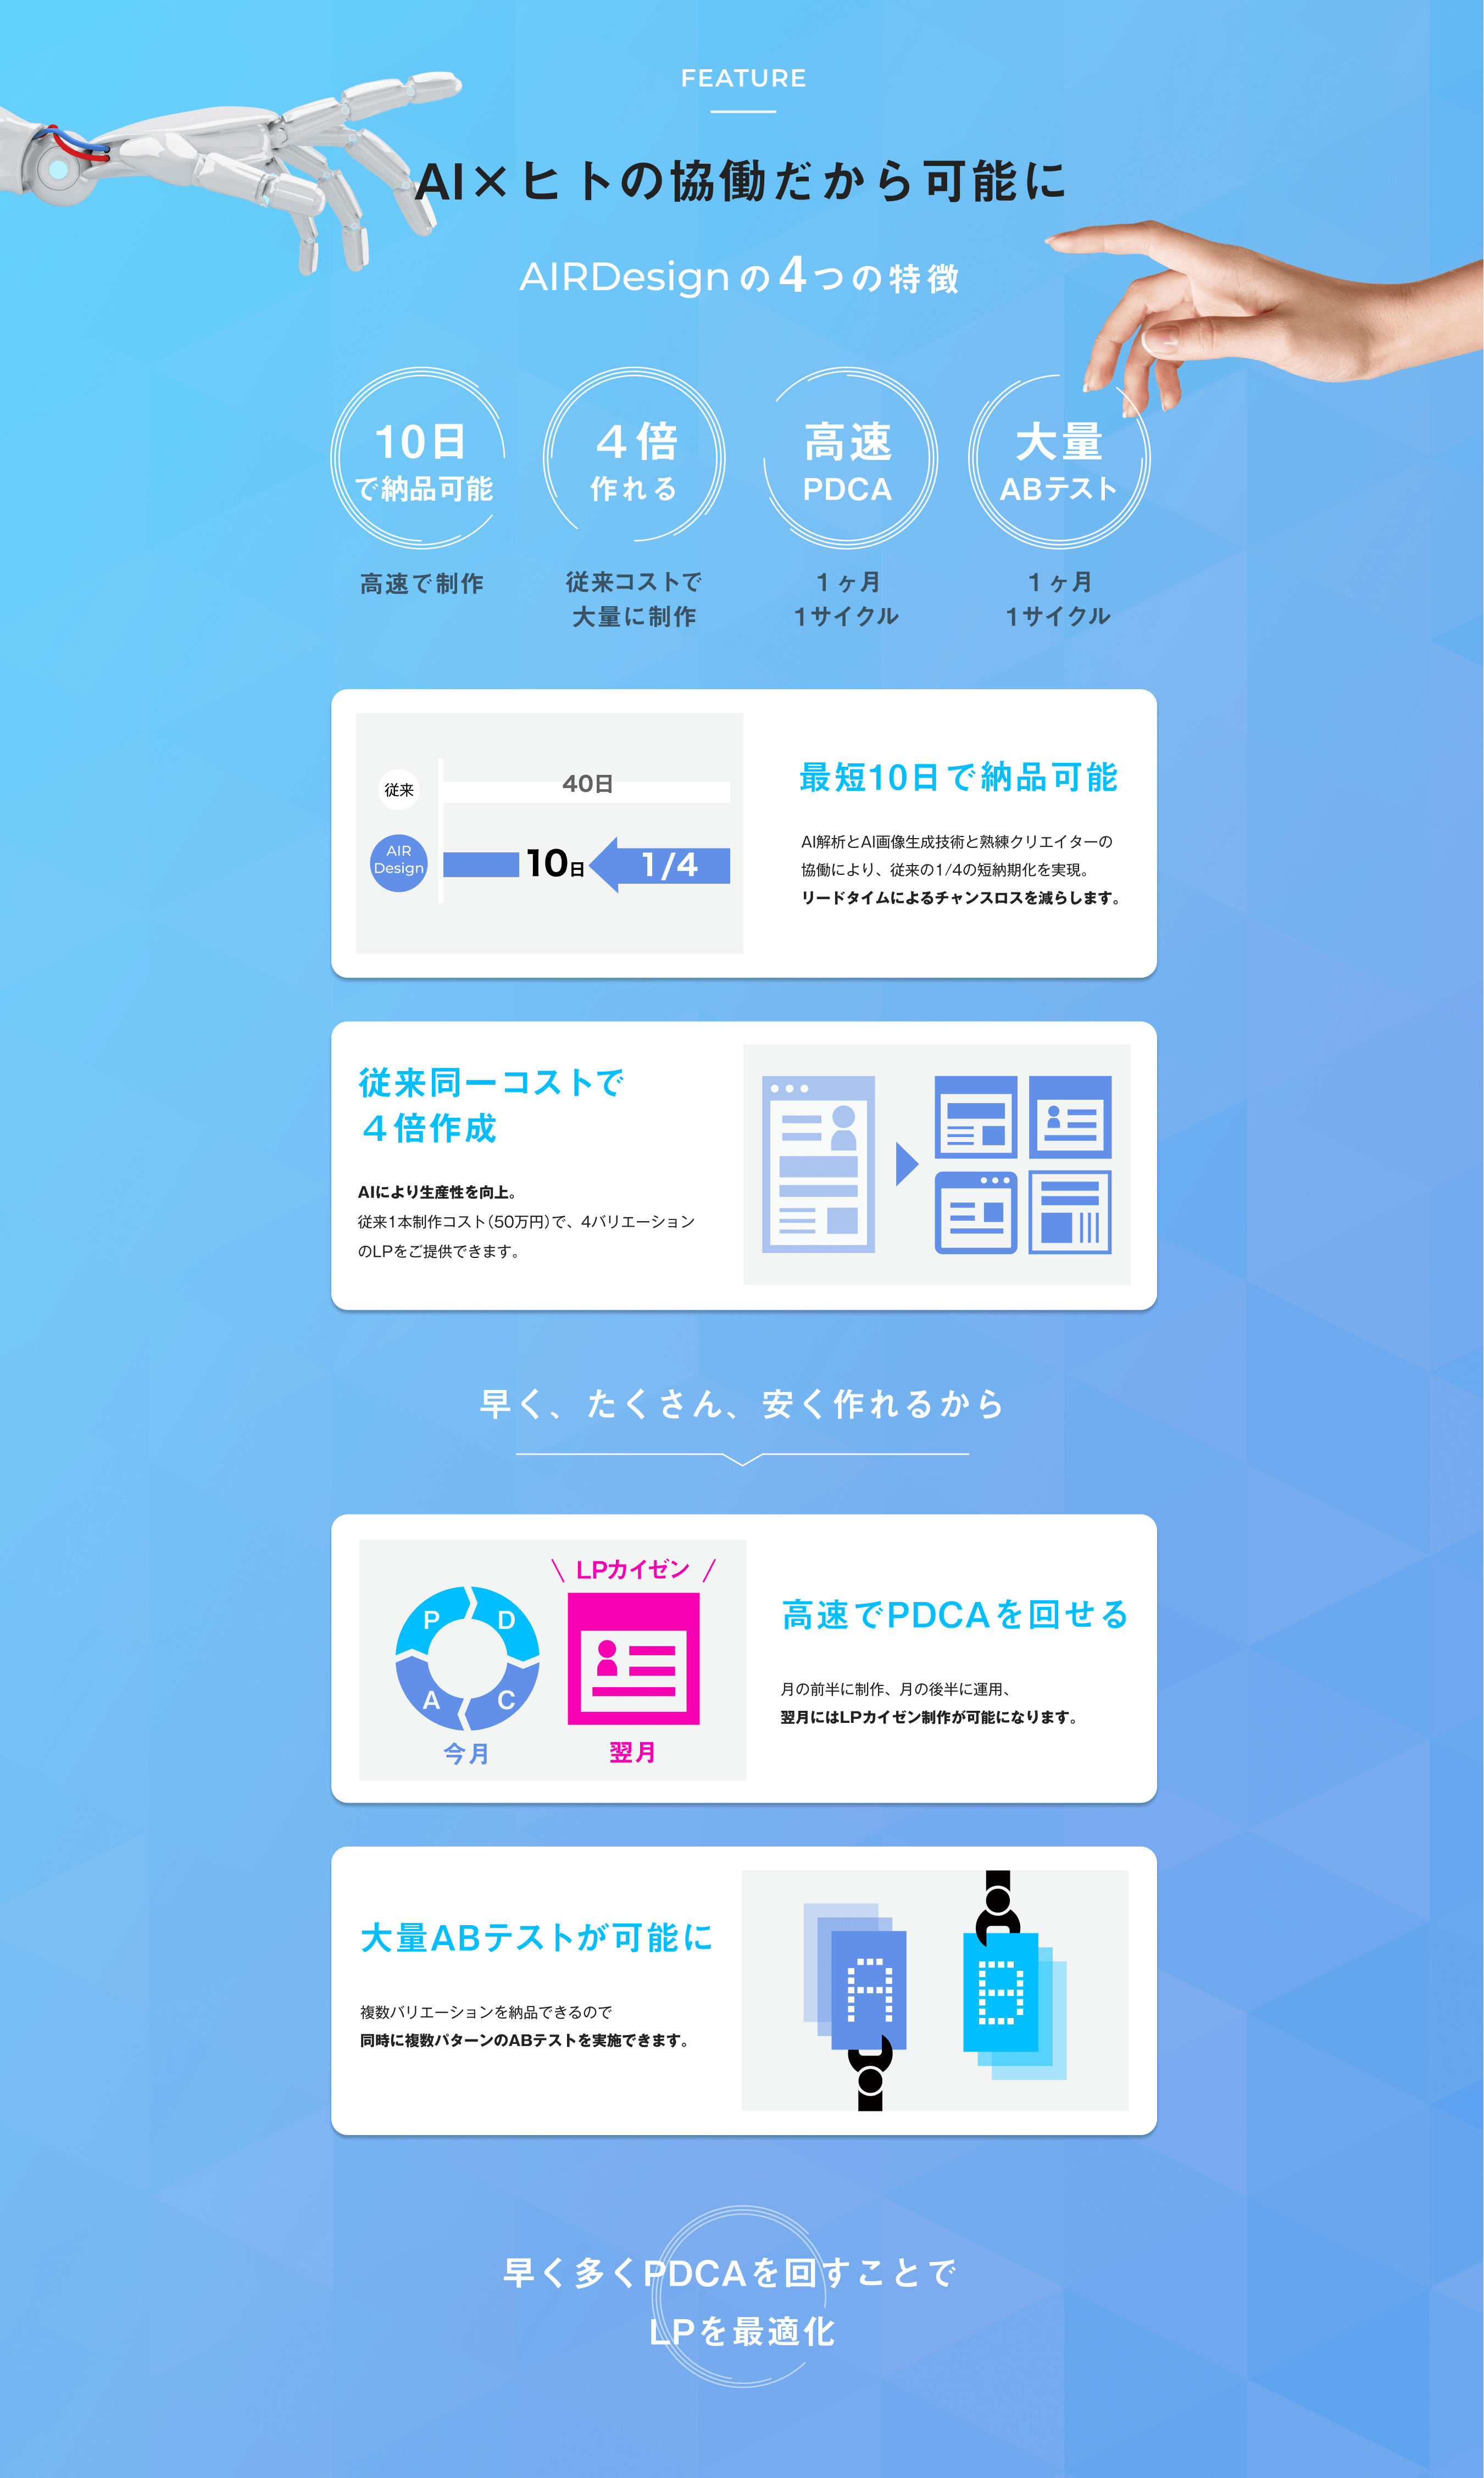 FEATURE
AI×ヒトの協働だから可能に
AIRDesignの4つの特徴
10日
で納品可能
高速で制作
4倍
作れる
従来コストで
大量に制作
高速
PDCA
1ヶ月
1サイクル
大量
ABテスト
1ヶ月
1サイクル
従来
40日
AIR
Design
10日
1/4
最短10日で納品可能
AI解析とAI画像生成技術と熟練クリエイターの
協働により、従来の1/4の短納期化を実現。
リードタイムによるチャンスロスを減らします。
従来同一コストで
4倍作成
AIにより生産性を向上。
従来1本制作コスト(50万円)で、4バリエーション
のLPをご提供できます。
早く、たくさん、安く作れるから
P
D
A
C
今月
\ LPカイゼン /
翌月
高速でPDCAを回せる
月の前半に制作、月の後半に運用、
翌月にはLPカイゼン制作が可能になります。
大量ABテストが可能に
複数バリエーションを納品できるので
同時に複数パターンのABテストを実施できます。
A
B
早く多くPDCAを回すことで
LPを最適化